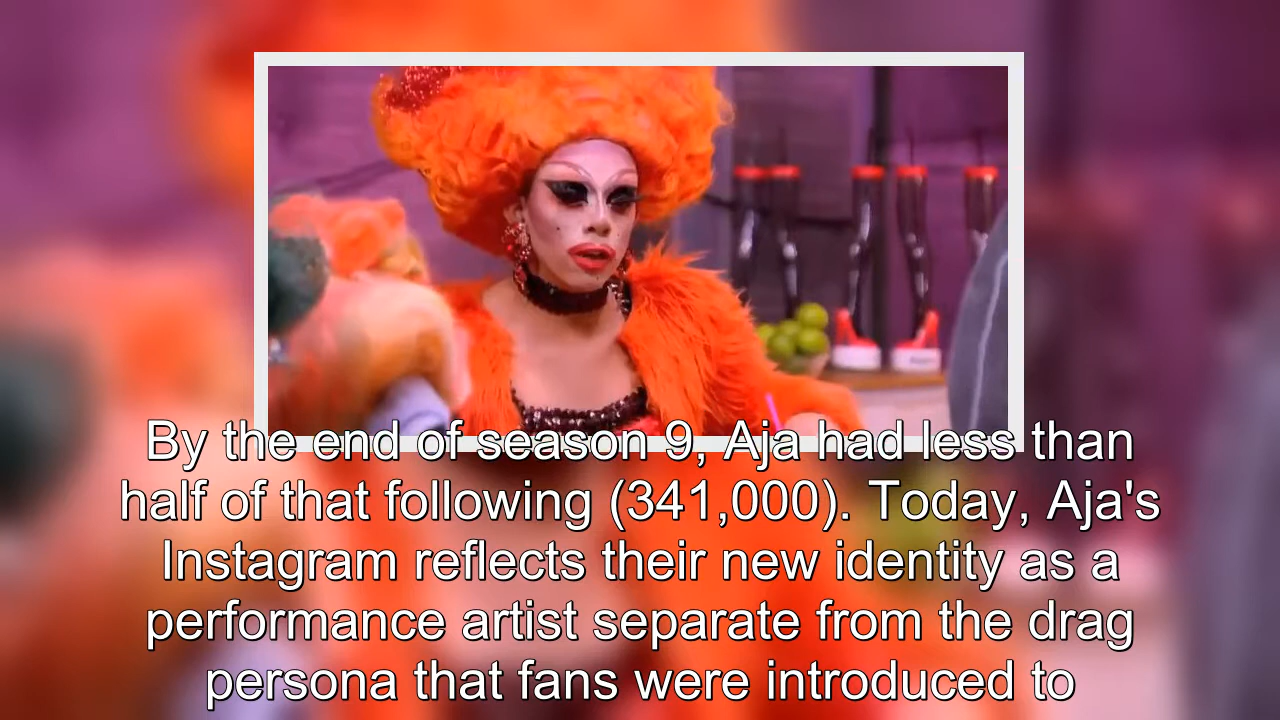 By the end of season 9, Aja had less than
half of that following (341,000). Today, Aja's
Instagram reflects their new identity as a
performance artist separate from the drag
persona that fans were introduced to